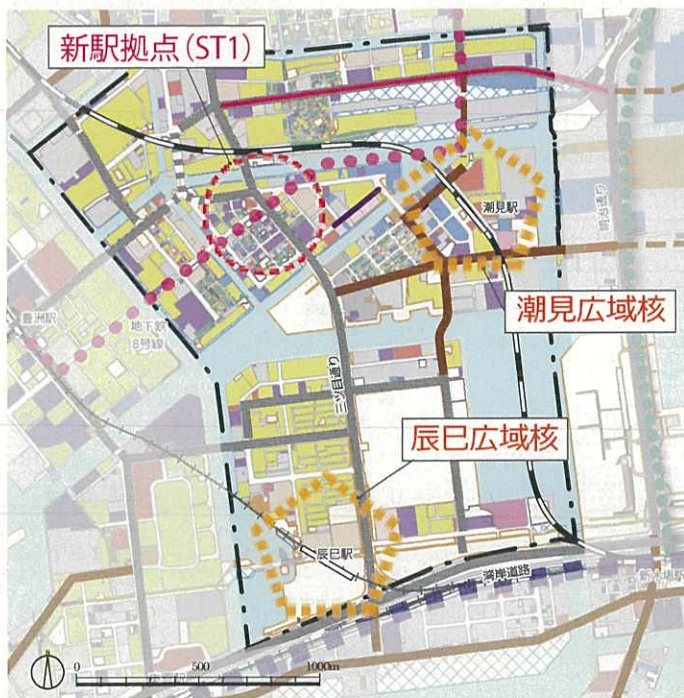 新駅拠点(ST1)
潮見駅
明治通り
潮見広域核
豊洲駅
地下鉄
8号線
三ツ目通り
辰巳広域核
辰巳駅
湾岸道路
新木場駅
0 500 1000m